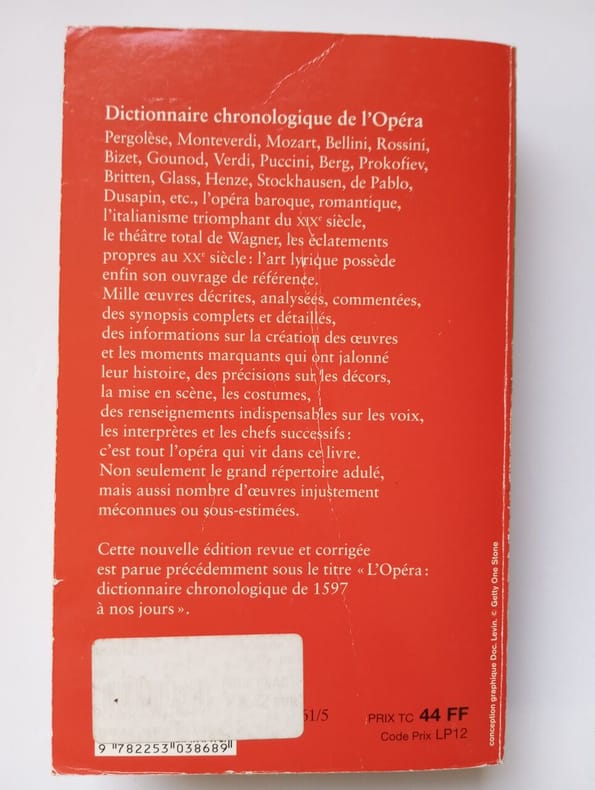 Dictionnaire chronologique de l'Opéra
Pergolèse, Monteverdi, Mozart, Bellini, Rossini,
Bizet, Gounod, Verdi, Puccini, Berg, Prokofiev,
Britten, Glass, Henze, Stockhausen, de Pablo,
Dusapin, etc., l'opéra baroque, romantique,
l'italianisme triomphant du XIXe siècle,
le théâtre total de Wagner, les éclatements
propres au XXe siècle : l'art lyrique possède
enfin son ouvrage de référence.
Mille œuvres décrites, analysées, commentées,
des synopsis complets et détaillés,
des informations sur la création des œuvres
et les moments marquants qui ont jalonné
leur histoire, des précisions sur les décors,
la mise en scène, les costumes,
des renseignements indispensables sur les voix,
les interprètes et les chefs successifs :
c'est tout l'opéra qui vit dans ce livre.
Non seulement le grand répertoire adulé,
mais aussi nombre d'œuvres injustement
méconnues ou sous-estimées.
Cette nouvelle édition revue et corrigée
est parue précédemment sous le titre « L'Opéra :
dictionnaire chronologique de 1597
à nos jours ».
conception graphique Doc. Levin. © Getty One Stone
51/5
PRIX TC 44 FF
Code Prix LP12
9 782253 038689